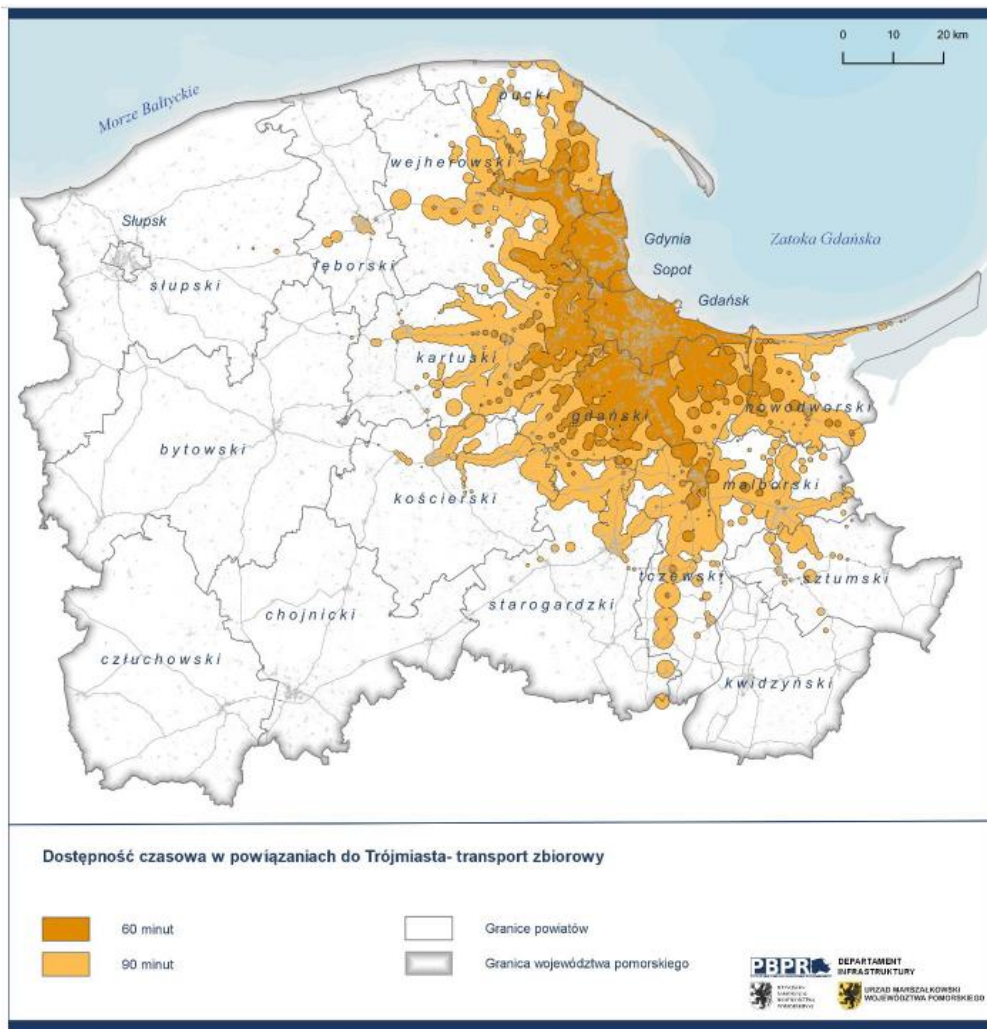 0 10 20 km
Morze Bałtyckie
pucki
wejherowski
Słupsk
Gdynia
Zatoka Gdańska
słupski
lęborski
Sopot
Gdańsk
kartuski
gdański
nowodworski
bytowski
kościerski
malborski
tczewski
sztumski
chojnicki
starogardzki
człuchowski
kwidzyński
Dostępność czasowa w powiązaniach do Trójmiasta- transport zbiorowy
60 minut
Granice powiatów
90 minut
Granica województwa pomorskiego
PBPR
DEPARTAMENT
INFRASTRUKTURY
URZĄD MARSZAŁKOWSKI
WOJEWÓDZTWA POMORSKIEGO